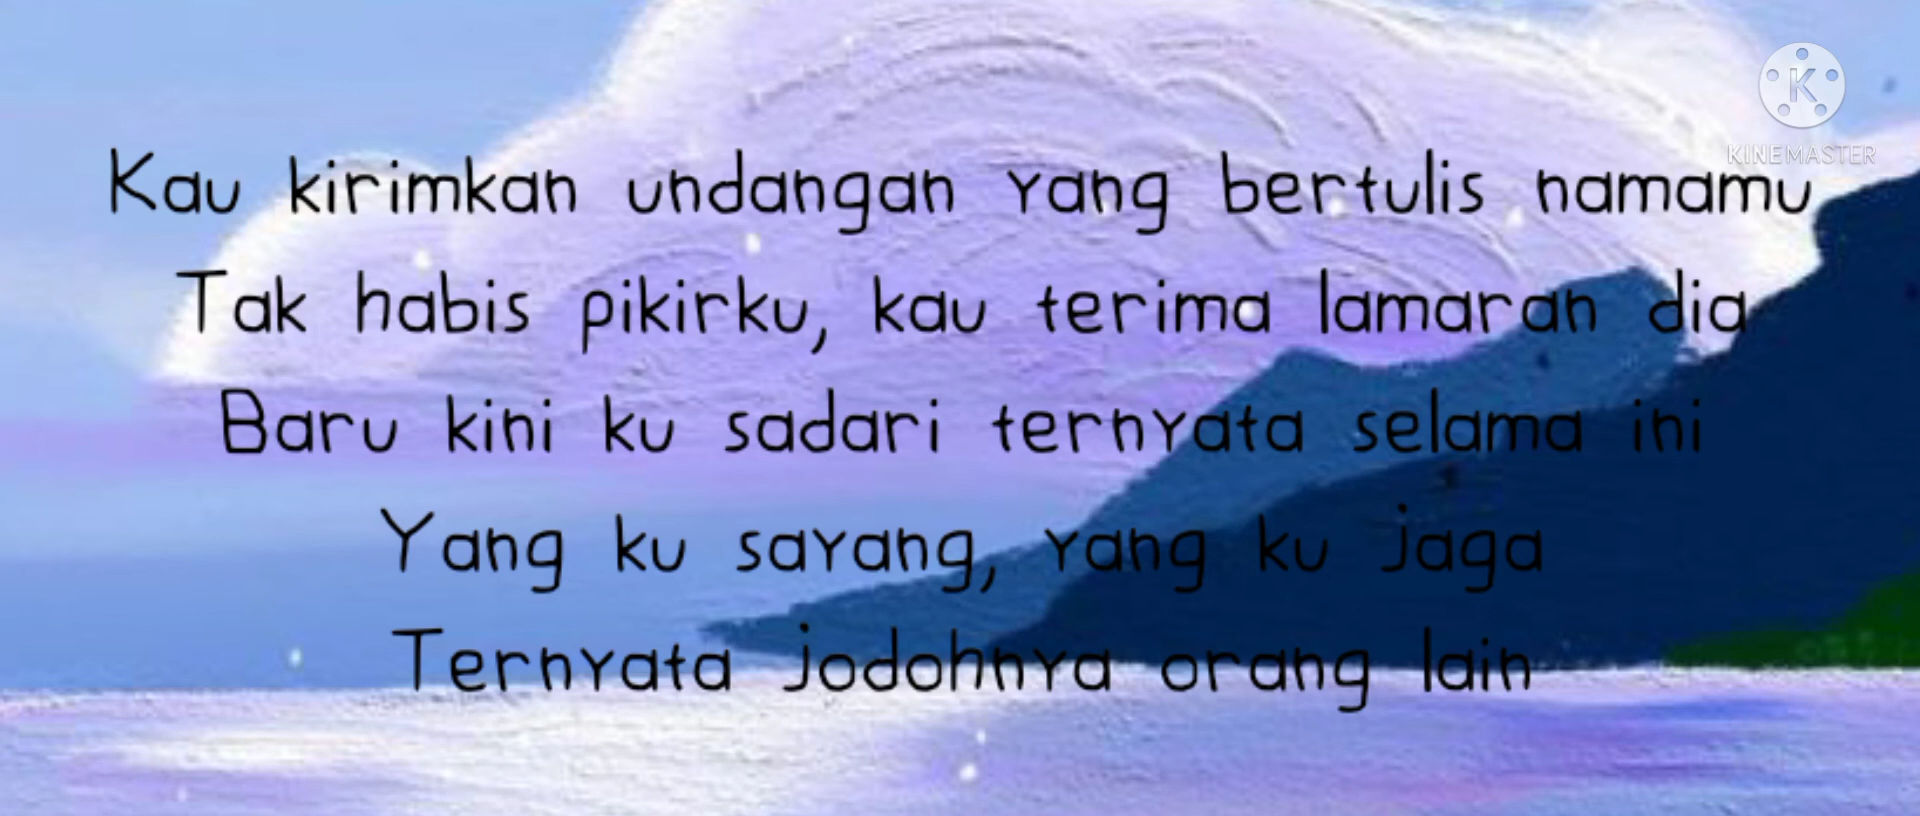 KINEMASTER
Kau kirimkan undangan yang bertulis namamu
Tak habis pikirku, kau terima lamaran dia
Baru kini ku sadari ternyata selama ini
Yang ku sayang, yang ku jaga
Ternyata jodohnya orang lain